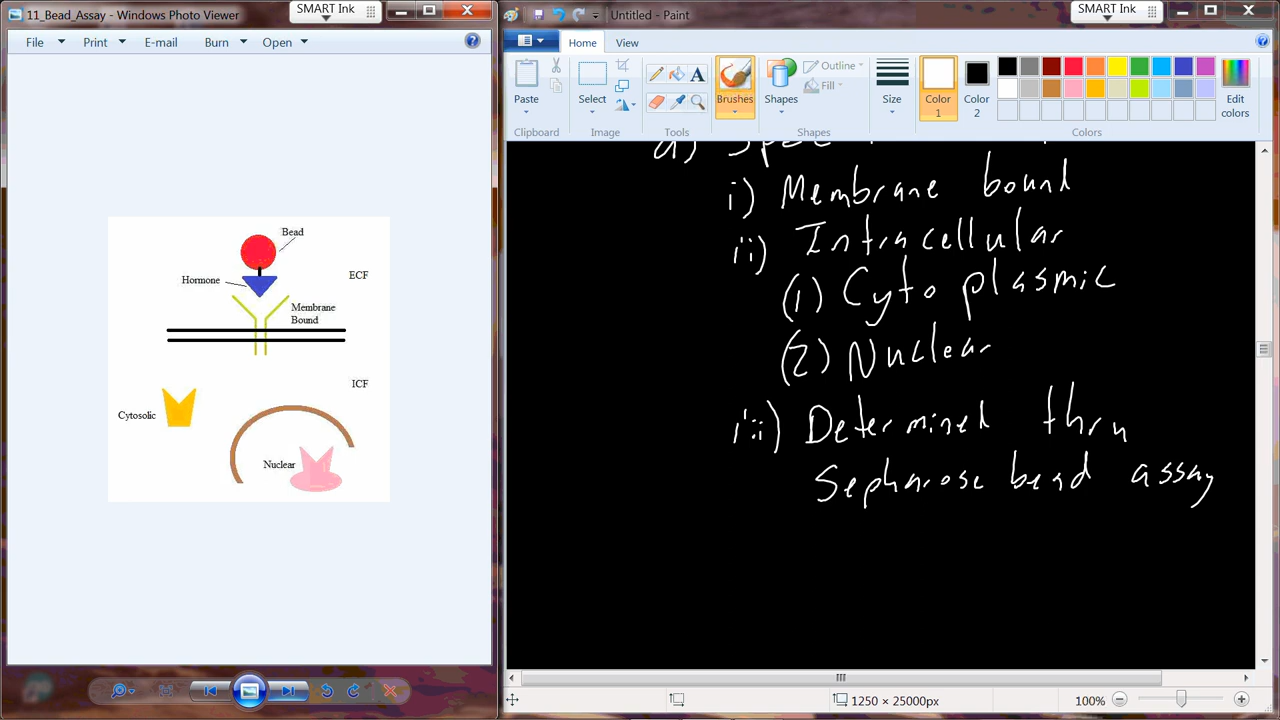 11_Bead_Assay - Windows Photo Viewer
SMART Ink
File Print E-mail Burn Open
Bead
Hormone
ECF
Membrane
Bound
ICF
Cytosolic
Nuclear
Untitled - Paint
SMART Ink
Home View
Paste
Select
Brushes
Shapes
Outline
Fill
Size
Color
1
Color
2
Edit
colors
Clipboard Image Tools Shapes Colors
a)
i) Membrane bound
ii) Intracellular
(1) Cytoplasmic
(2) Nuclear
iii) Determined thru
Sepharose bead assay
1250 × 25000px
100%